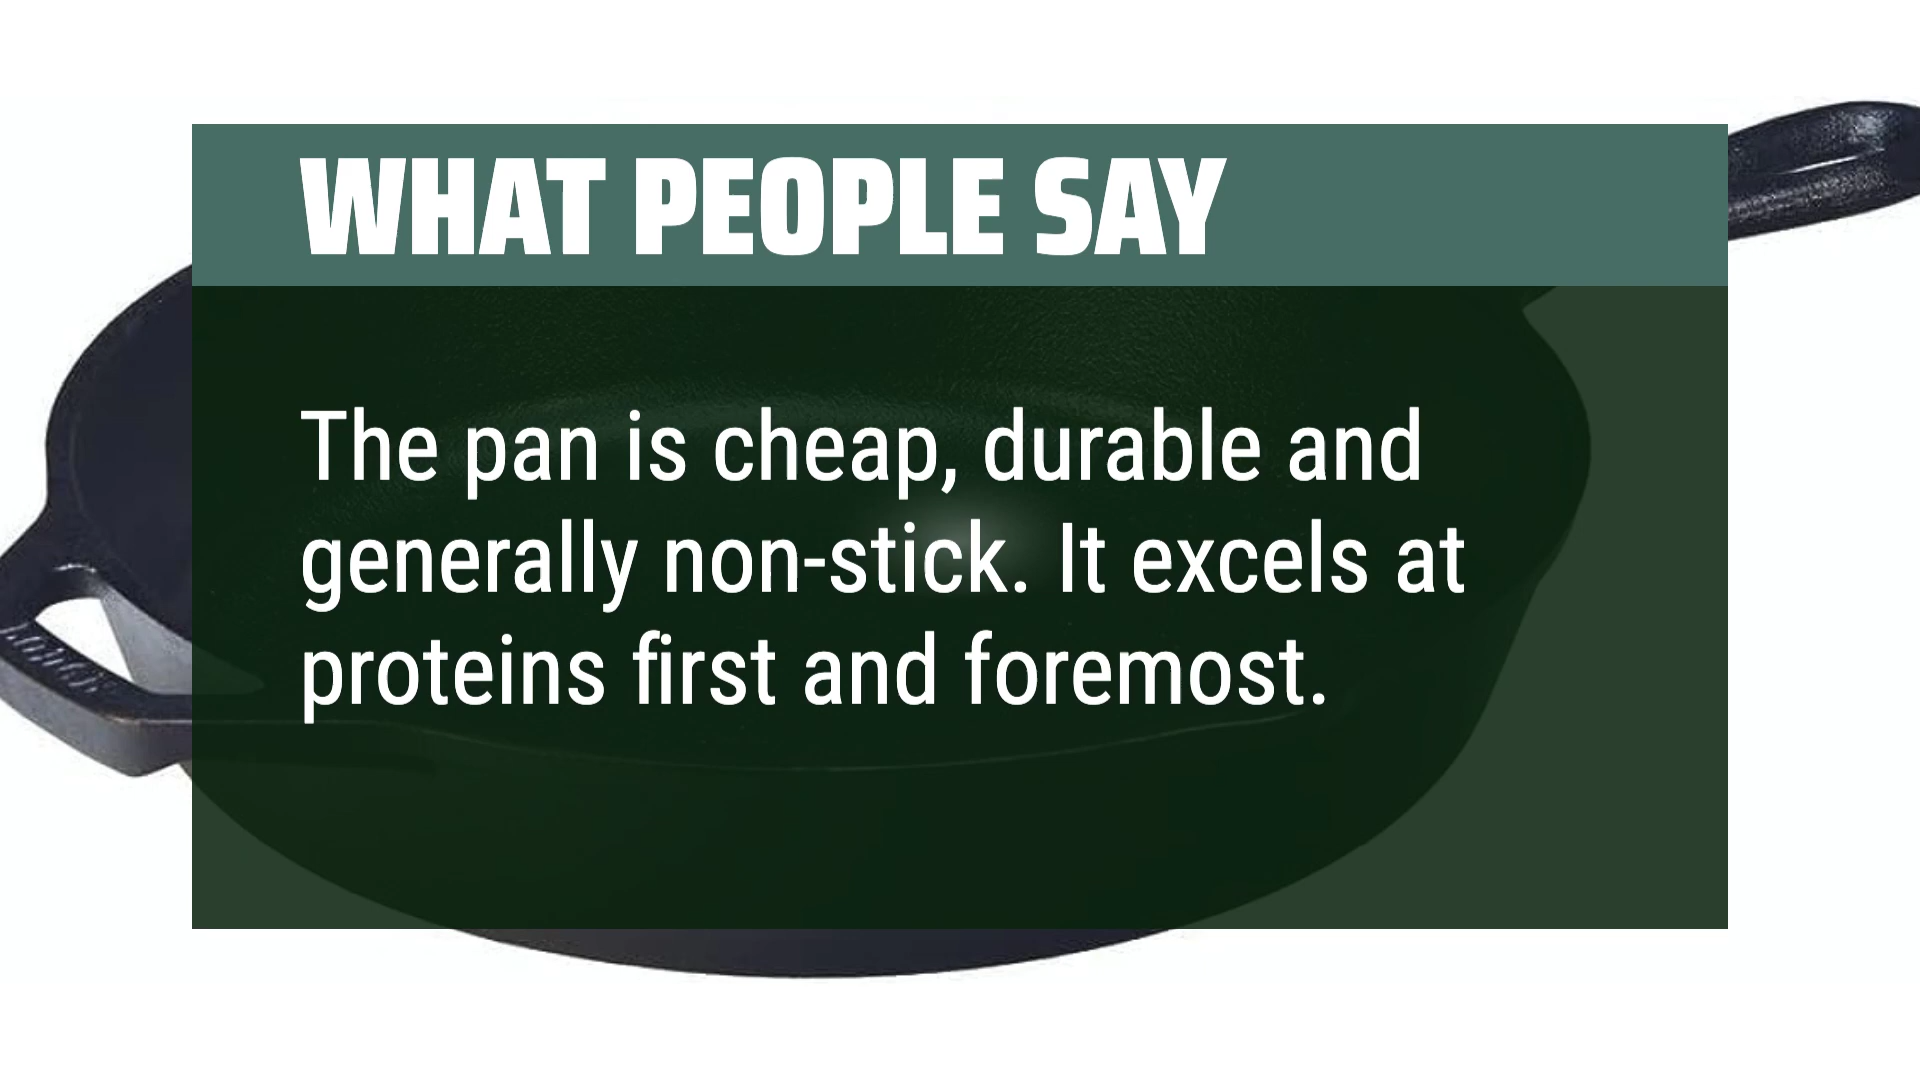 WHAT PEOPLE SAY
The pan is cheap, durable and
generally non-stick. It excels at
proteins first and foremost.